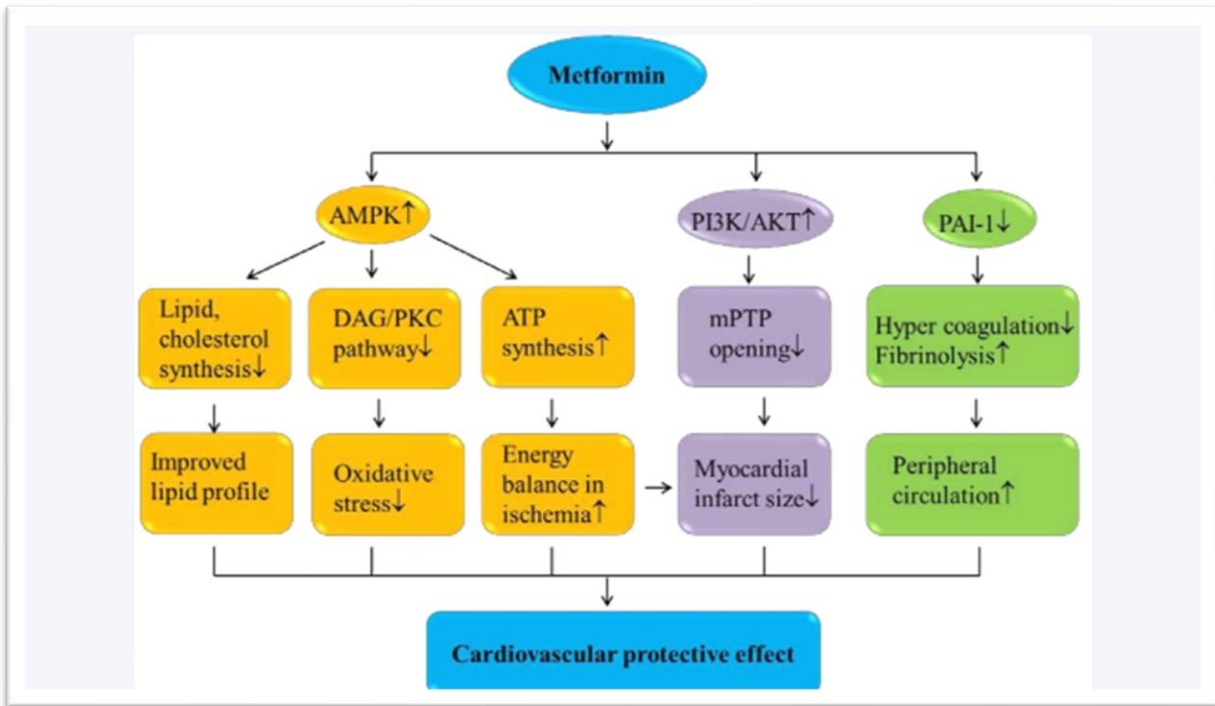 Metformin
AMPK↑
PI3K/AKT↑
PAI-1↓
Lipid,
cholesterol
synthesis↓
DAG/PKC
pathway↓
ATP
synthesis↑
mPTP
opening↓
Hyper coagulation↓
Fibrinolysis↑
Improved
lipid profile
Oxidative
stress↓
Energy
balance in
ischemia↑
Myocardial
infarct size↓
Peripheral
circulation↑
Cardiovascular protective effect